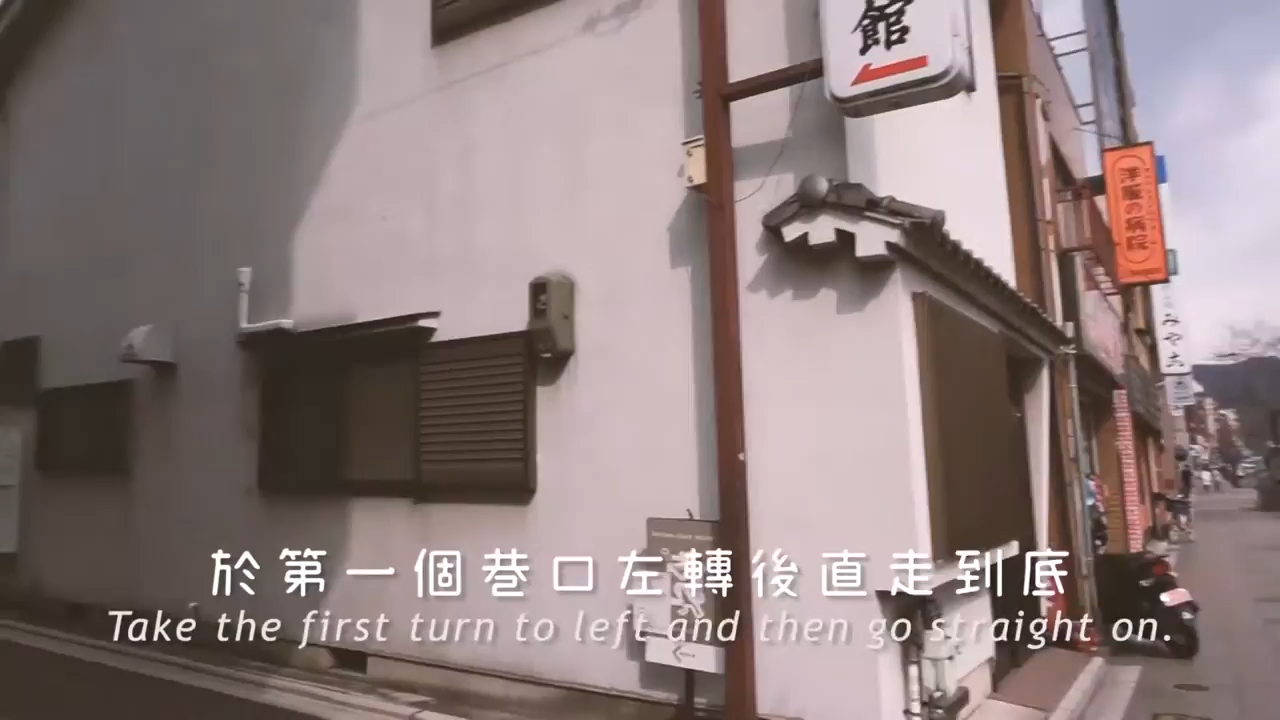 館
洋服の病院
みやこ
於第一個巷口左轉後直走到底
Take the first turn to left and then go straight on.